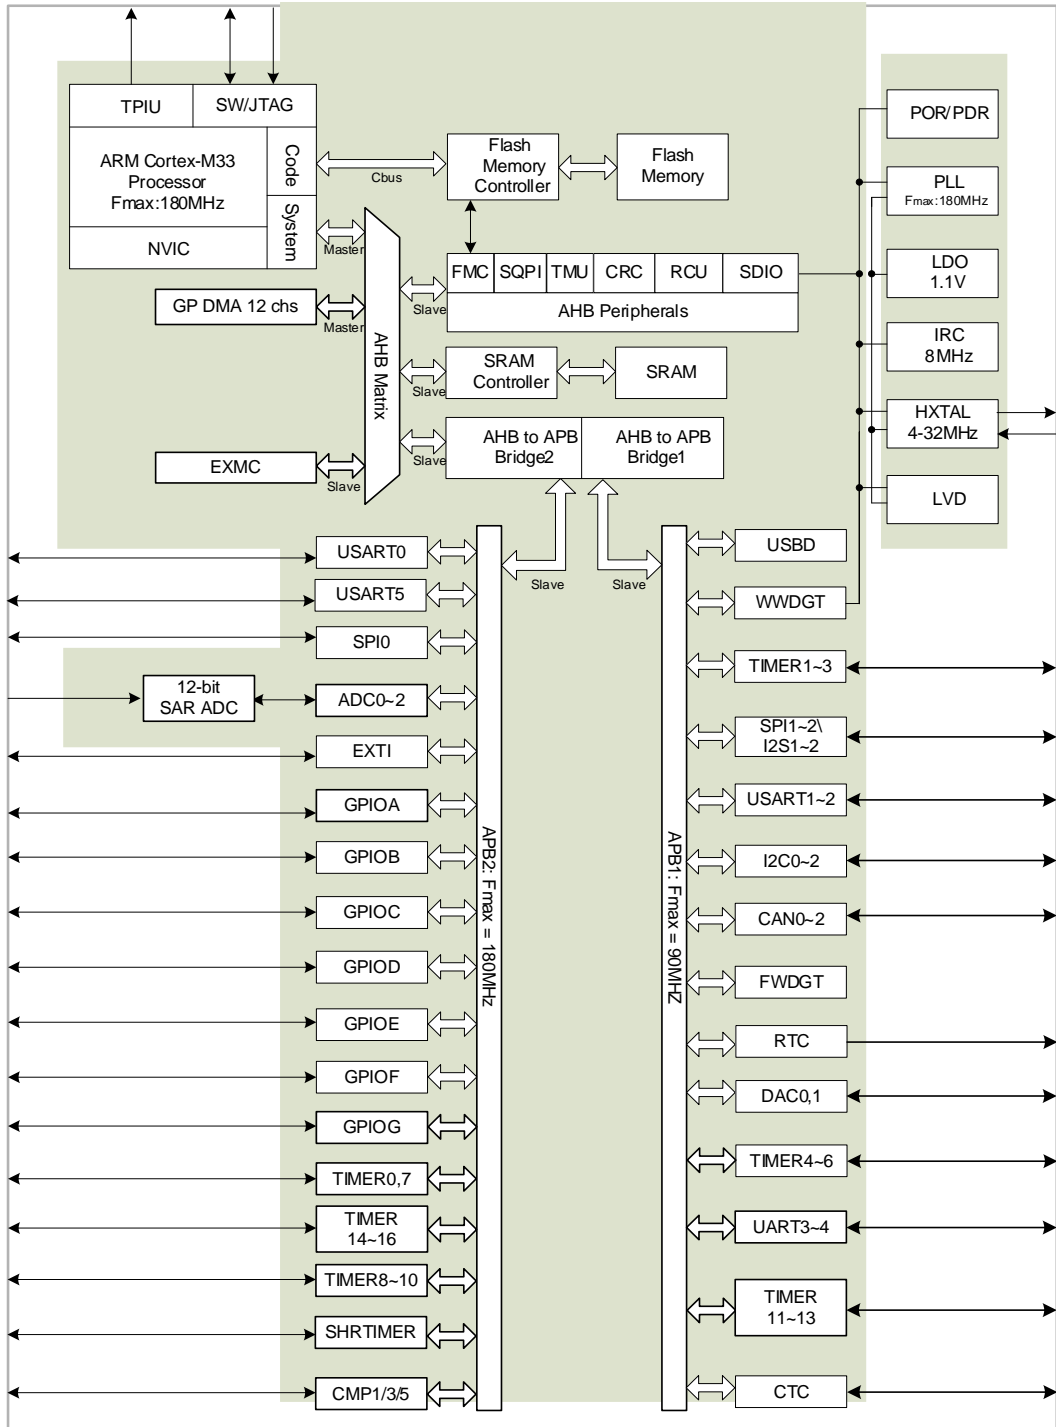 TPIU
SW/JTAG
ARM Cortex-M33
Processor
Fmax:180MHz
Code
System
NVIC
Cbus
Flash
Memory
Controller
Flash
Memory
POR/PDR
PLL
Fmax:180MHz
LDO
1.1V
IRC
8MHz
HXTAL
4-32MHz
LVD
Master
FMC
SQPI
TMU
CRC
RCU
SDIO
AHB Peripherals
Slave
GP DMA 12 chs
Master
AHB Matrix
SRAM
Controller
SRAM
Slave
AHB to APB
Bridge2
AHB to APB
Bridge1
Slave
EXMC
Slave
Slave
Slave
USART0
USART5
SPI0
12-bit
SAR ADC
ADC0~2
EXTI
GPIOA
GPIOB
GPIOC
GPIOD
GPIOE
GPIOF
GPIOG
TIMER0,7
TIMER
14~16
TIMER8~10
SHRTIMER
CMP1/3/5
APB2: Fmax = 180MHz
APB1: Fmax = 90MHZ
USBD
WWDGT
TIMER1~3
SPI1~2\
I2S1~2
USART1~2
I2C0~2
CAN0~2
FWDGT
RTC
DAC0,1
TIMER4~6
UART3~4
TIMER
11~13
CTC